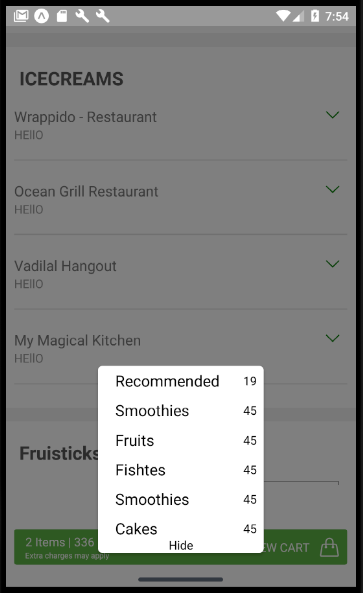 7:54
ICECREAMS
Wrappido - Restaurant
HEllO
Ocean Grill Restaurant
HEllO
Vadilal Hangout
HEllO
My Magical Kitchen
HEllO
Recommended 19
Smoothies 45
Fruits 45
Fruisticks
Fishtes 45
Smoothies 45
Cakes 45
Hide
2 Items | 336
Extra charges may apply
EW CART